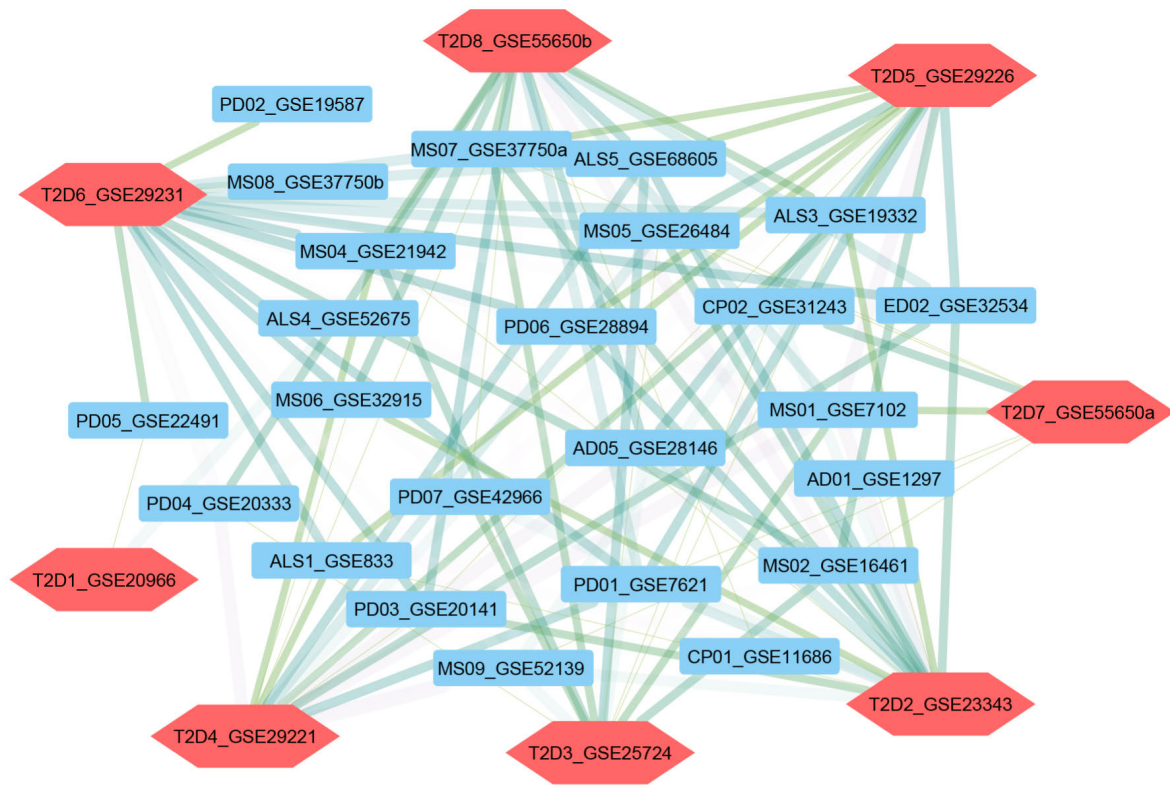 T2D8_GSE55650b
T2D5_GSE29226
PD02_GSE19587
MS07_GSE37750a
ALS5_GSE68605
T2D6_GSE29231
MS08_GSE37750b
ALS3_GSE19332
MS05_GSE26484
MS04_GSE21942
CP02_GSE31243
ED02_GSE32534
ALS4_GSE52675
PD06_GSE28894
MS06_GSE32915
MS01_GSE7102
T2D7_GSE55650a
PD05_GSE22491
AD05_GSE28146
AD01_GSE1297
PD07_GSE42966
PD04_GSE20333
ALS1_GSE833
MS02_GSE16461
T2D1_GSE20966
PD01_GSE7621
PD03_GSE20141
CP01_GSE11686
MS09_GSE52139
T2D2_GSE23343
T2D4_GSE29221
T2D3_GSE25724